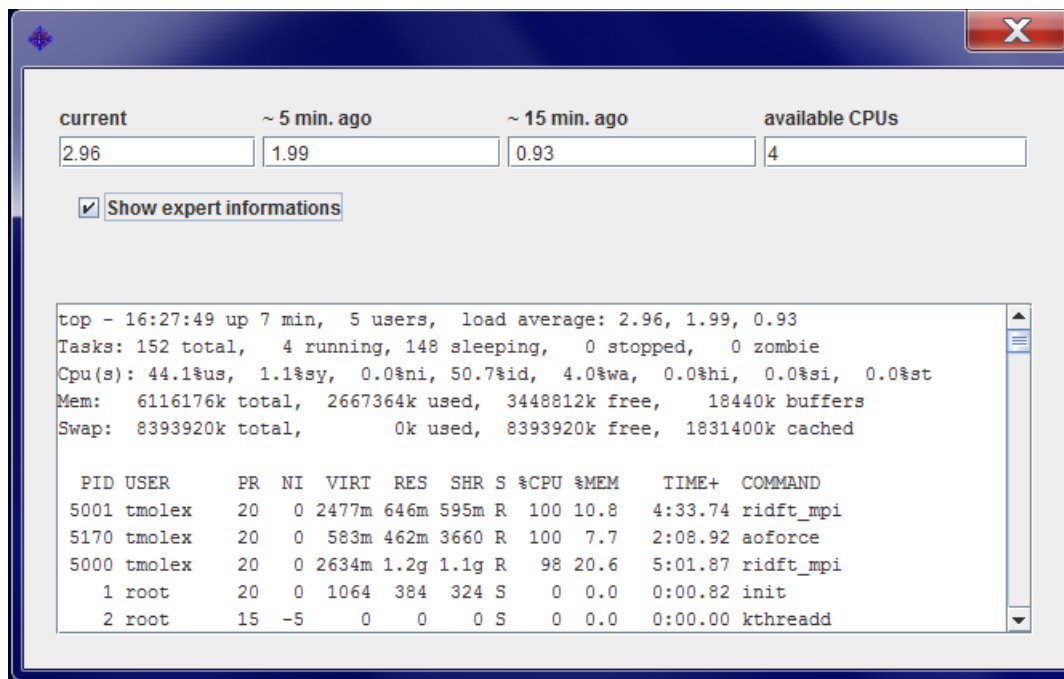 current ~ 5 min. ago ~ 15 min. ago available CPUs
2.96 1.99 0.93 4
Show expert informations
top - 16:27:49 up 7 min,  5 users,  load average: 2.96, 1.99, 0.93
Tasks: 152 total,   4 running, 148 sleeping,   0 stopped,   0 zombie
Cpu(s): 44.1%us,  1.1%sy,  0.0%ni, 50.7%id,  4.0%wa,  0.0%hi,  0.0%si,  0.0%st
Mem:   6116176k total,  2667364k used,  3448812k free,    18440k buffers
Swap:  8393920k total,        0k used,  8393920k free,  1831400k cached
  PID USER      PR  NI  VIRT  RES  SHR S %CPU %MEM    TIME+  COMMAND
 5001 tmolex    20   0 2477m 646m 595m R  100 10.8   4:33.74 ridft_mpi
 5170 tmolex    20   0  583m 462m 3660 R  100  7.7   2:08.92 aoforce
 5000 tmolex    20   0 2634m 1.2g 1.1g R   98 20.6   5:01.87 ridft_mpi
    1 root      20   0  1064  384  324 S    0  0.0   0:00.82 init
    2 root      15  -5     0    0    0 S    0  0.0   0:00.00 kthreadd